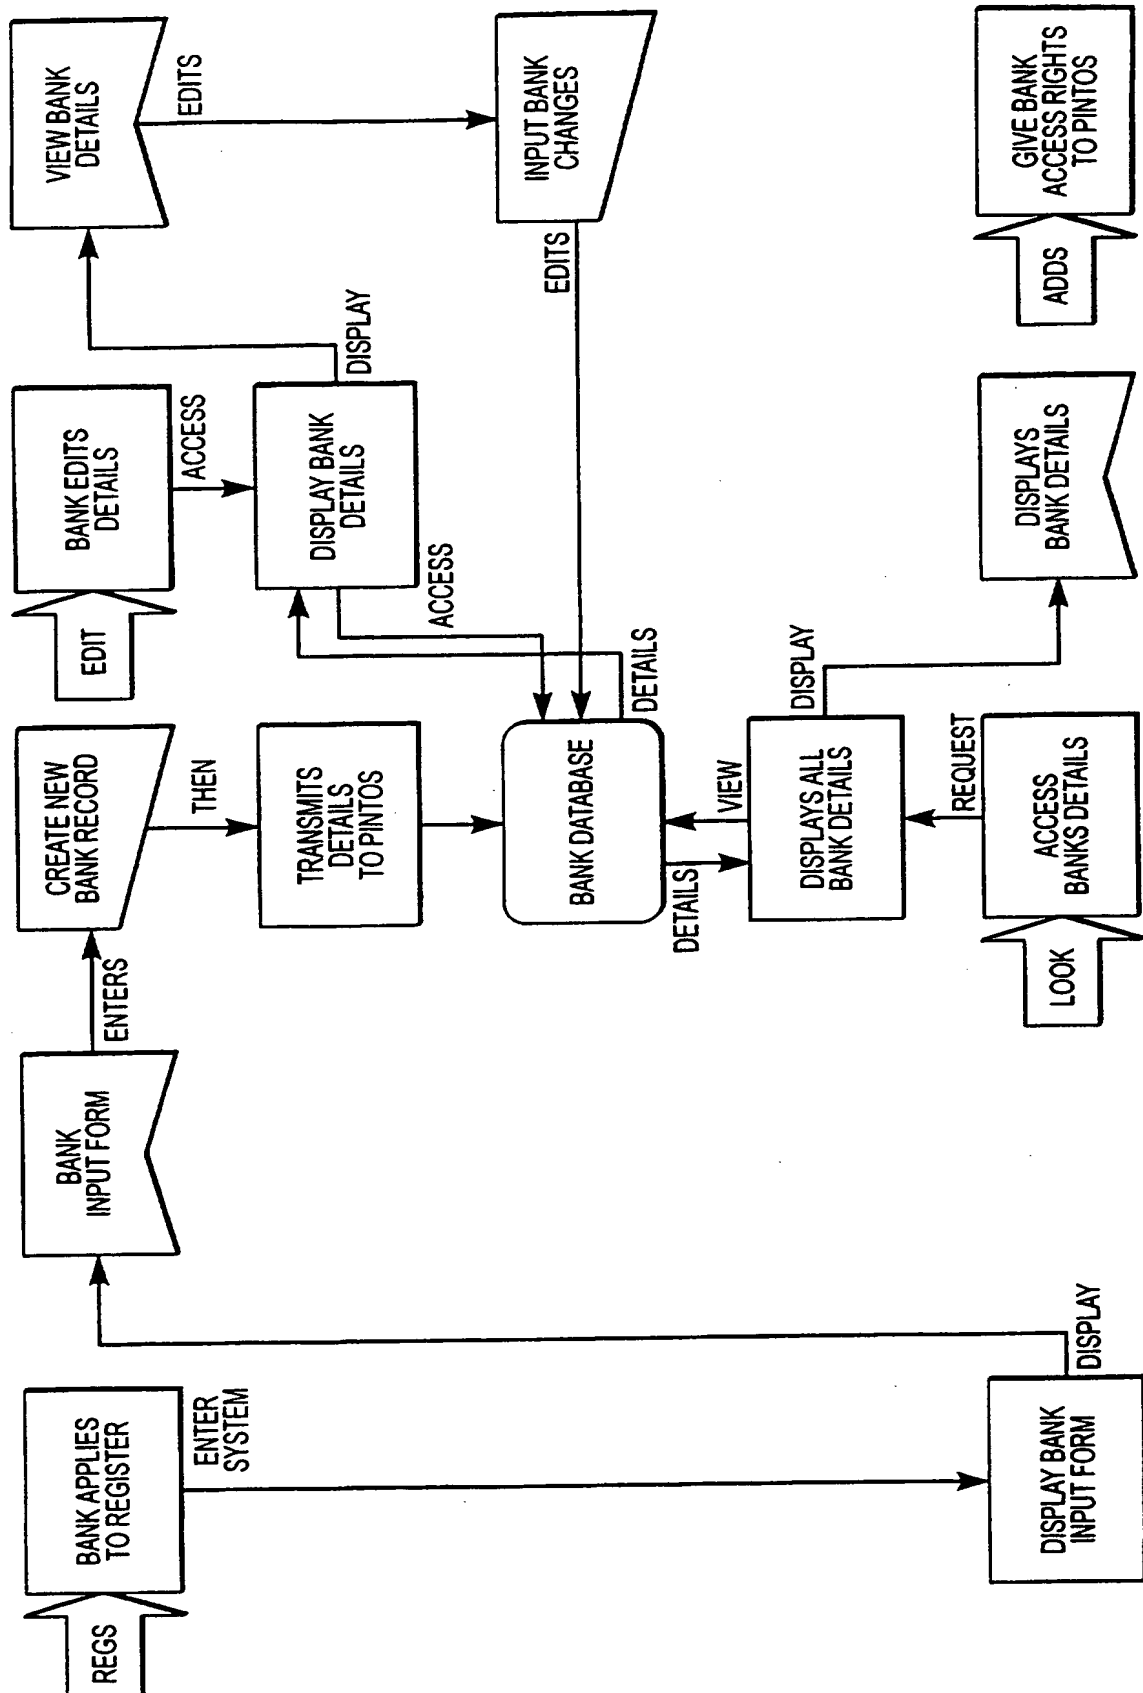 REGS
BANK APPLIES
TO REGISTER
ENTER
SYSTEM
DISPLAY BANK
INPUT FORM
DISPLAY
BANK
INPUT FORM
ENTERS
CREATE NEW
BANK RECORD
THEN
TRANSMITS
DETAILS
TO PINTOS
BANK DATABASE
DETAILS
VIEW
DETAILS
DISPLAYS ALL
BANK DETAILS
DISPLAY
REQUEST
LOOK
ACCESS
BANKS DETAILS
EDIT
BANK EDITS
DETAILS
ACCESS
DISPLAY BANK
DETAILS
ACCESS
DISPLAY
VIEW BANK
DETAILS
EDITS
INPUT BANK
CHANGES
EDITS
DISPLAYS
BANK DETAILS
ADDS
GIVE BANK
ACCESS RIGHTS
TO PINTOS